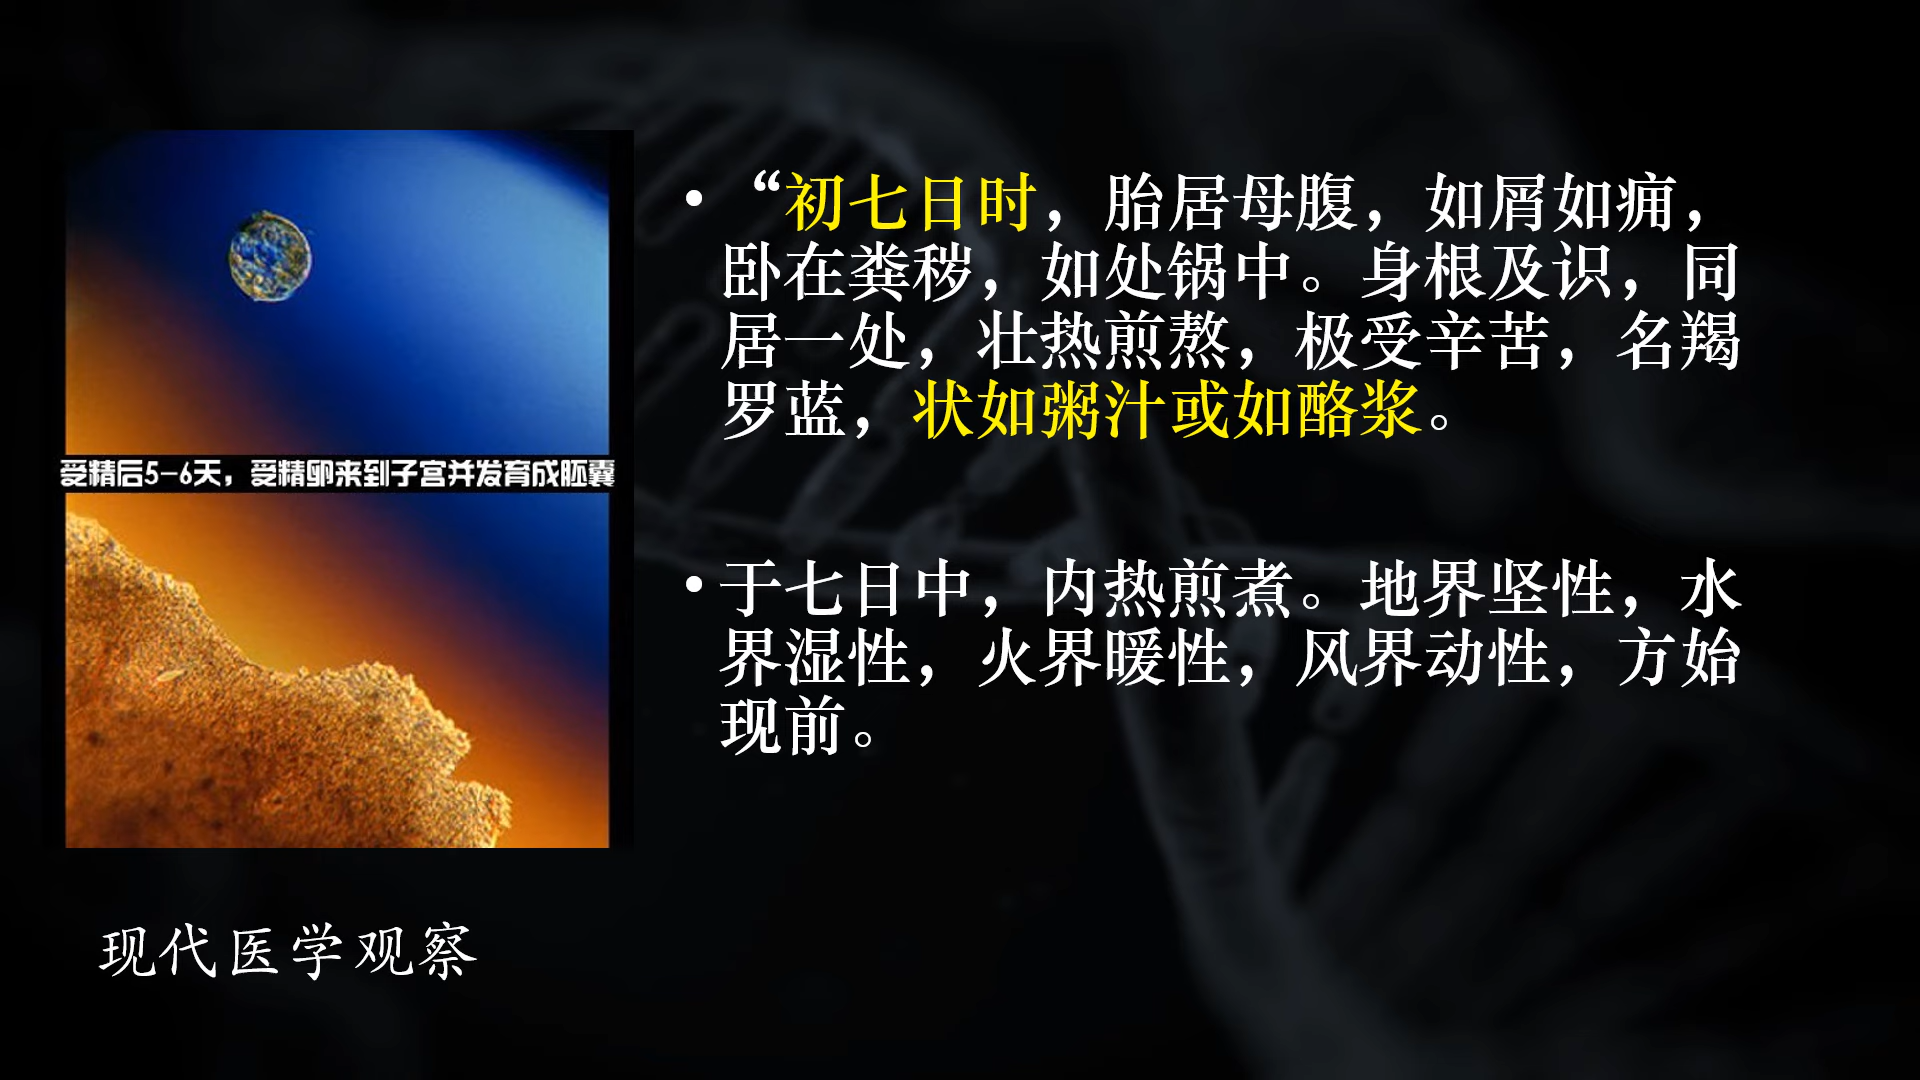 受精后5-6天，受精卵来到子宫并发育成胚囊
现代医学观察
• “初七日时，胎居母腹，如屑如痈，
卧在粪秽，如处锅中。身根及识，同
居一处，壮热煎熬，极受辛苦，名羯
罗蓝，状如粥汁或如酪浆。
• 于七日中，内热煎煮。地界坚性，水
界湿性，火界暖性，风界动性，方始
现前。